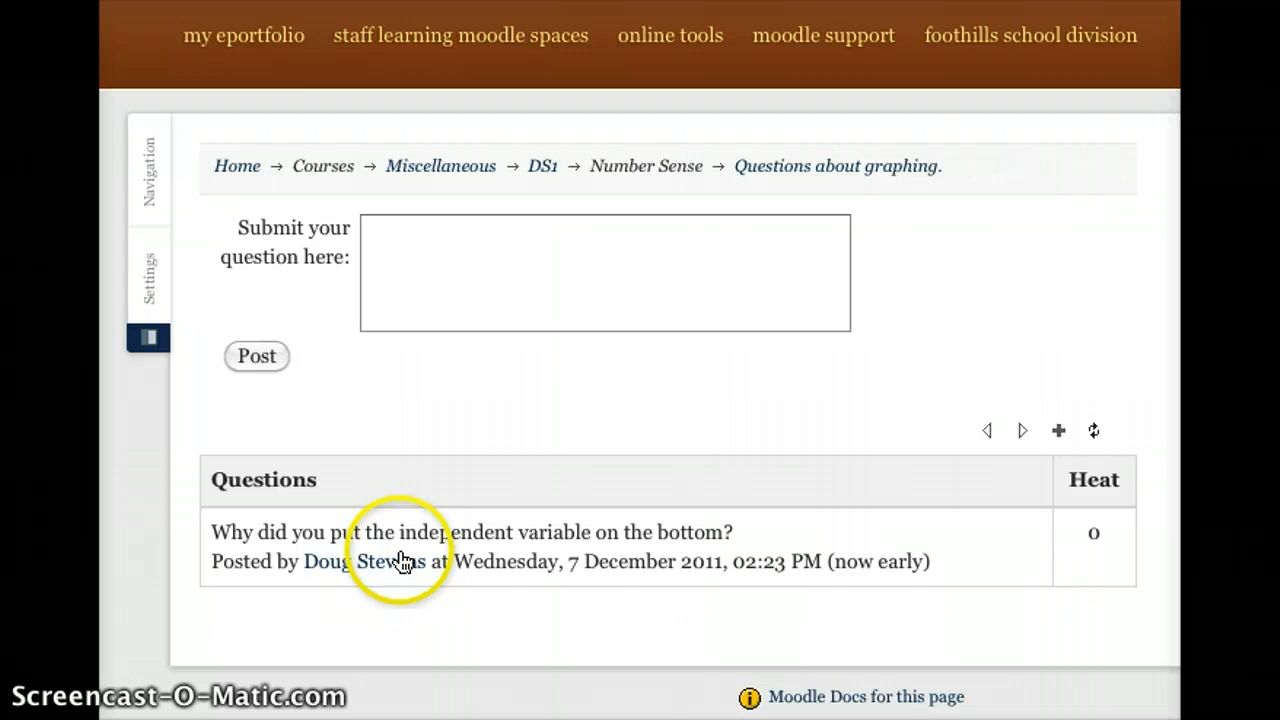 my eportfolio staff learning moodle spaces online tools moodle support foothills school division
Navigation
Settings
Home → Courses → Miscellaneous → DS1 → Number Sense → Questions about graphing.
Submit your
question here:
Post
Questions Heat
Why did you put the independent variable on the bottom? 0
Posted by Doug Stevens at Wednesday, 7 December 2011, 02:23 PM (now early)
Screencast-O-Matic.com
Moodle Docs for this page